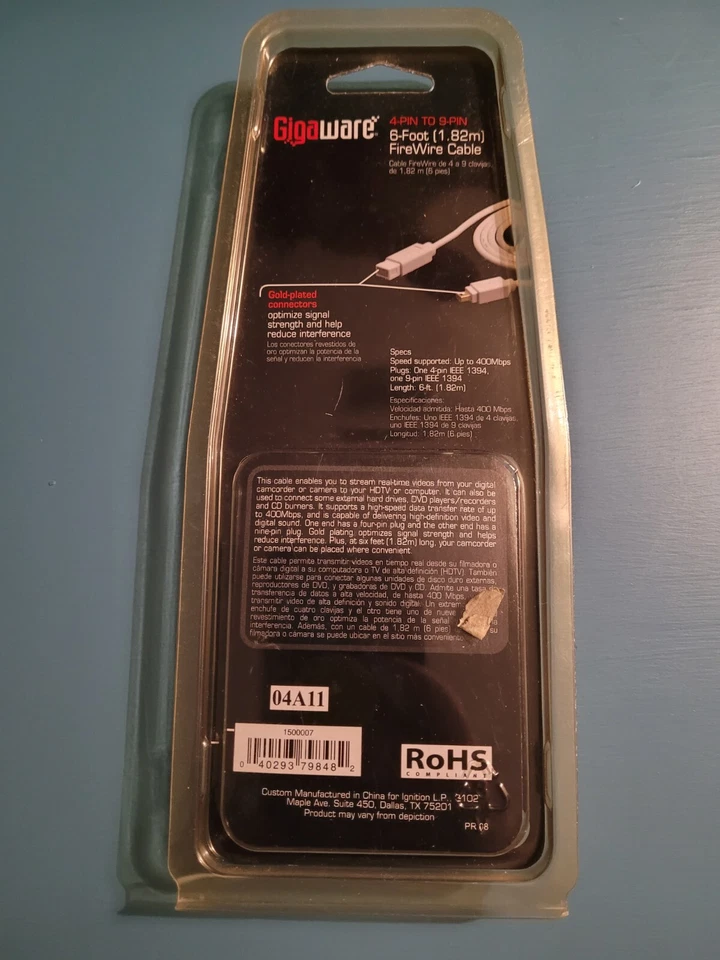 Gigaware
4-PIN TO 9-PIN
6-Foot (1.82m)
FireWire Cable
Cable FireWire de 4 a 9 clavijas
de 1.82 m (6 pies)
Gold-plated
connectors
optimize signal
strength and help
reduce interference
Los conectores revestidos de
oro optimizan la potencia de la
señal y reducen la interferencia
Specs
Speed supported: Up to 400Mbps
Plugs: One 4-pin IEEE 1394,
one 9-pin IEEE 1394
Length: 6-ft. (1.82m)
Especificaciones:
Velocidad admitida: Hasta 400 Mbps
Enchufes: Uno IEEE 1394 de 4 clavijas,
uno IEEE 1394 de 9 clavijas
Longitud: 1.82m (6 pies)
This cable enables you to stream real-time videos from your digital
camcorder or camera to your HDTV or computer. It can also be
used to connect some external hard drives, DVD players/recorders
and CD burners. It supports a high-speed data transfer rate of up
to 400Mbps, and is capable of delivering high-definition video and
digital sound. One end has a four-pin plug and the other end has a
nine-pin plug. Gold plating optimizes signal strength and helps
reduce interference. Plus, at six feet (1.82m) long, your camcorder
or camera can be placed where convenient.
Este cable permite transmitir videos en tiempo real desde su filmadora o
cámara digital a su computadora o TV de alta definición (HDTV). También
puede utilizarse para conectar algunas unidades de disco duro externas,
reproductores de DVD, y grabadoras de DVD y CD. Admite una tasa
transferencia de datos a alta velocidad, de hasta 400 Mbps,
transmitir video de alta definición y sonido digital. Un extremo
enchufe de cuatro clavijas y el otro tiene uno de nueve
revestimiento de oro optimiza la potencia de la señal la
interferencia. Además, con un cable de 1.82 m (6 pies) su
filmadora o cámara se puede ubicar en el sitio más conveniente.
04A11
1500007
0 40293 79848 2
RoHS
COMPLIANT
Custom Manufactured in China for Ignition L.P., 3102
Maple Ave. Suite 450, Dallas, TX 75201
Product may vary from depiction
PR 08